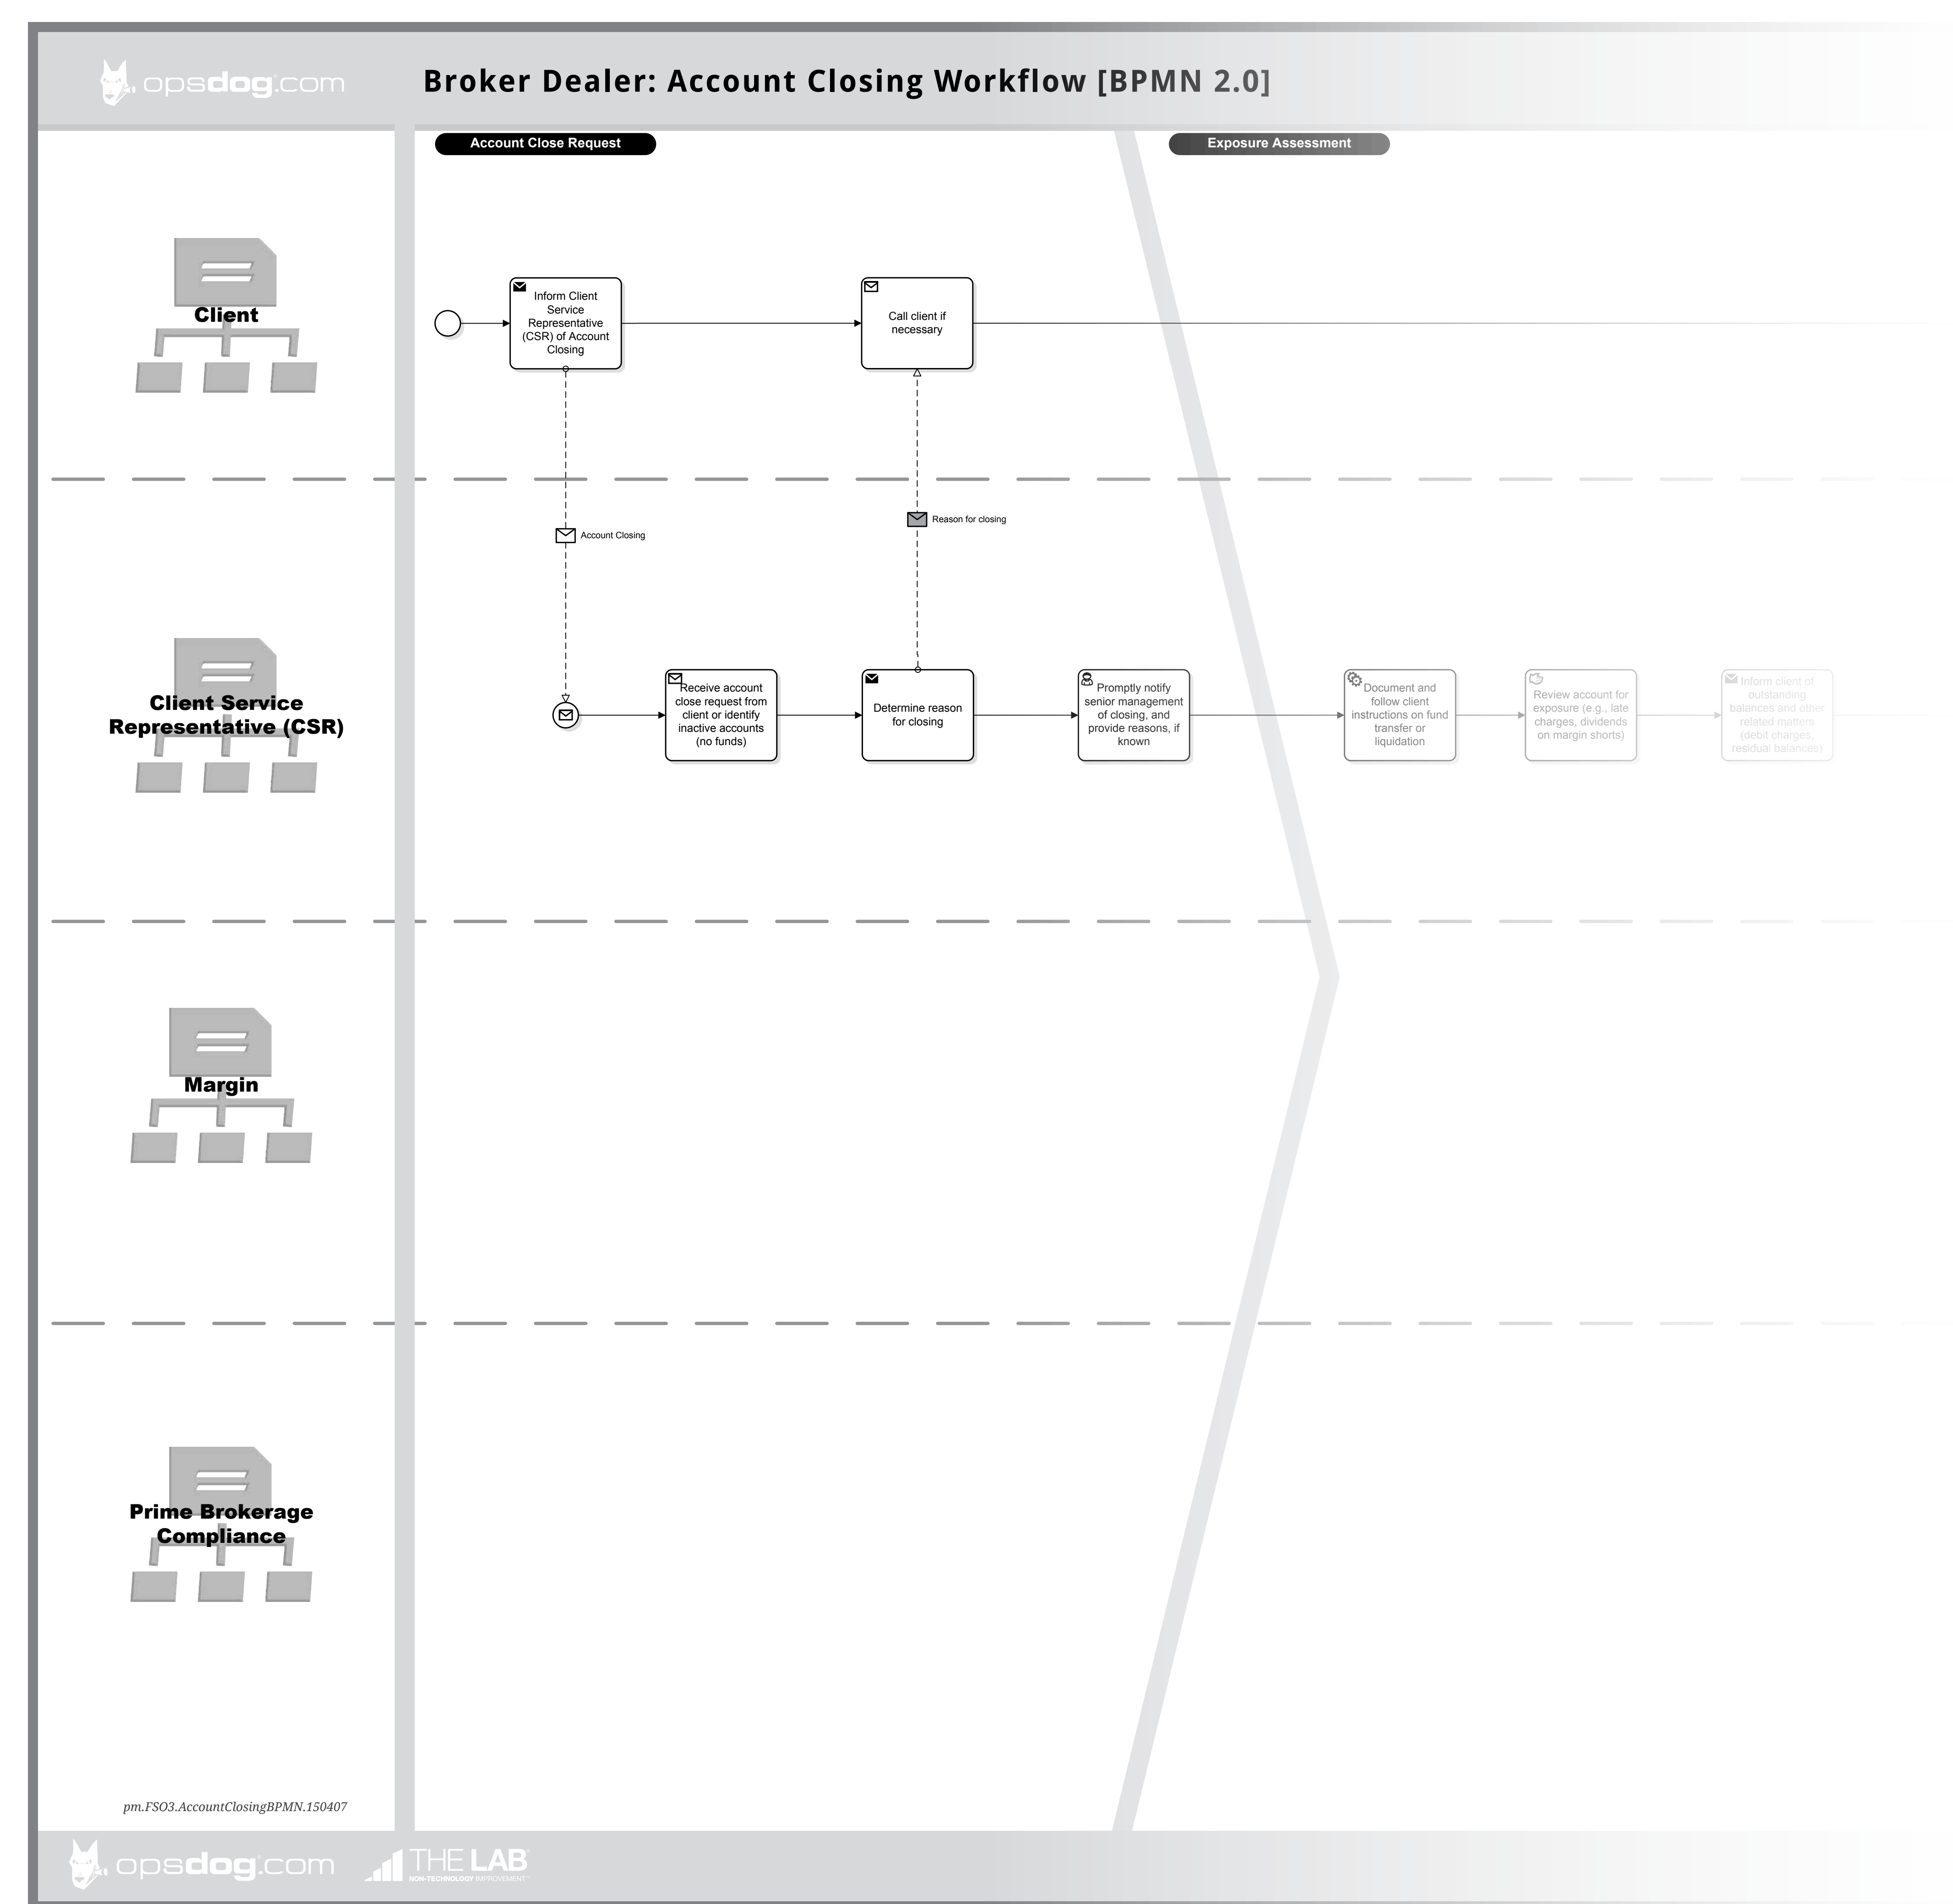 opsdog.com
Broker Dealer: Account Closing Workflow [BPMN 2.0]
Account Close Request
Exposure Assessment
Client
Inform Client
Service
Representative
(CSR) of Account
Closing
Call client if
necessary
Account Closing
Reason for closing
Client Service
Representative (CSR)
Receive account
close request from
client or identify
inactive accounts
(no funds)
Determine reason
for closing
Promptly notify
senior management
of closing, and
provide reasons, if
known
Document and
follow client
instructions on fund
transfer or
liquidation
Review account for
exposure (e.g., late
charges, dividends
on margin shorts)
Inform client of
outstanding
balances and other
related matters
(debit charges,
residual balances)
Margin
Prime Brokerage
Compliance
pm.FSO3.AccountClosingBPMN.150407
opsdog.com
THE LAB
NON-TECHNOLOGY IMPROVEMENT™